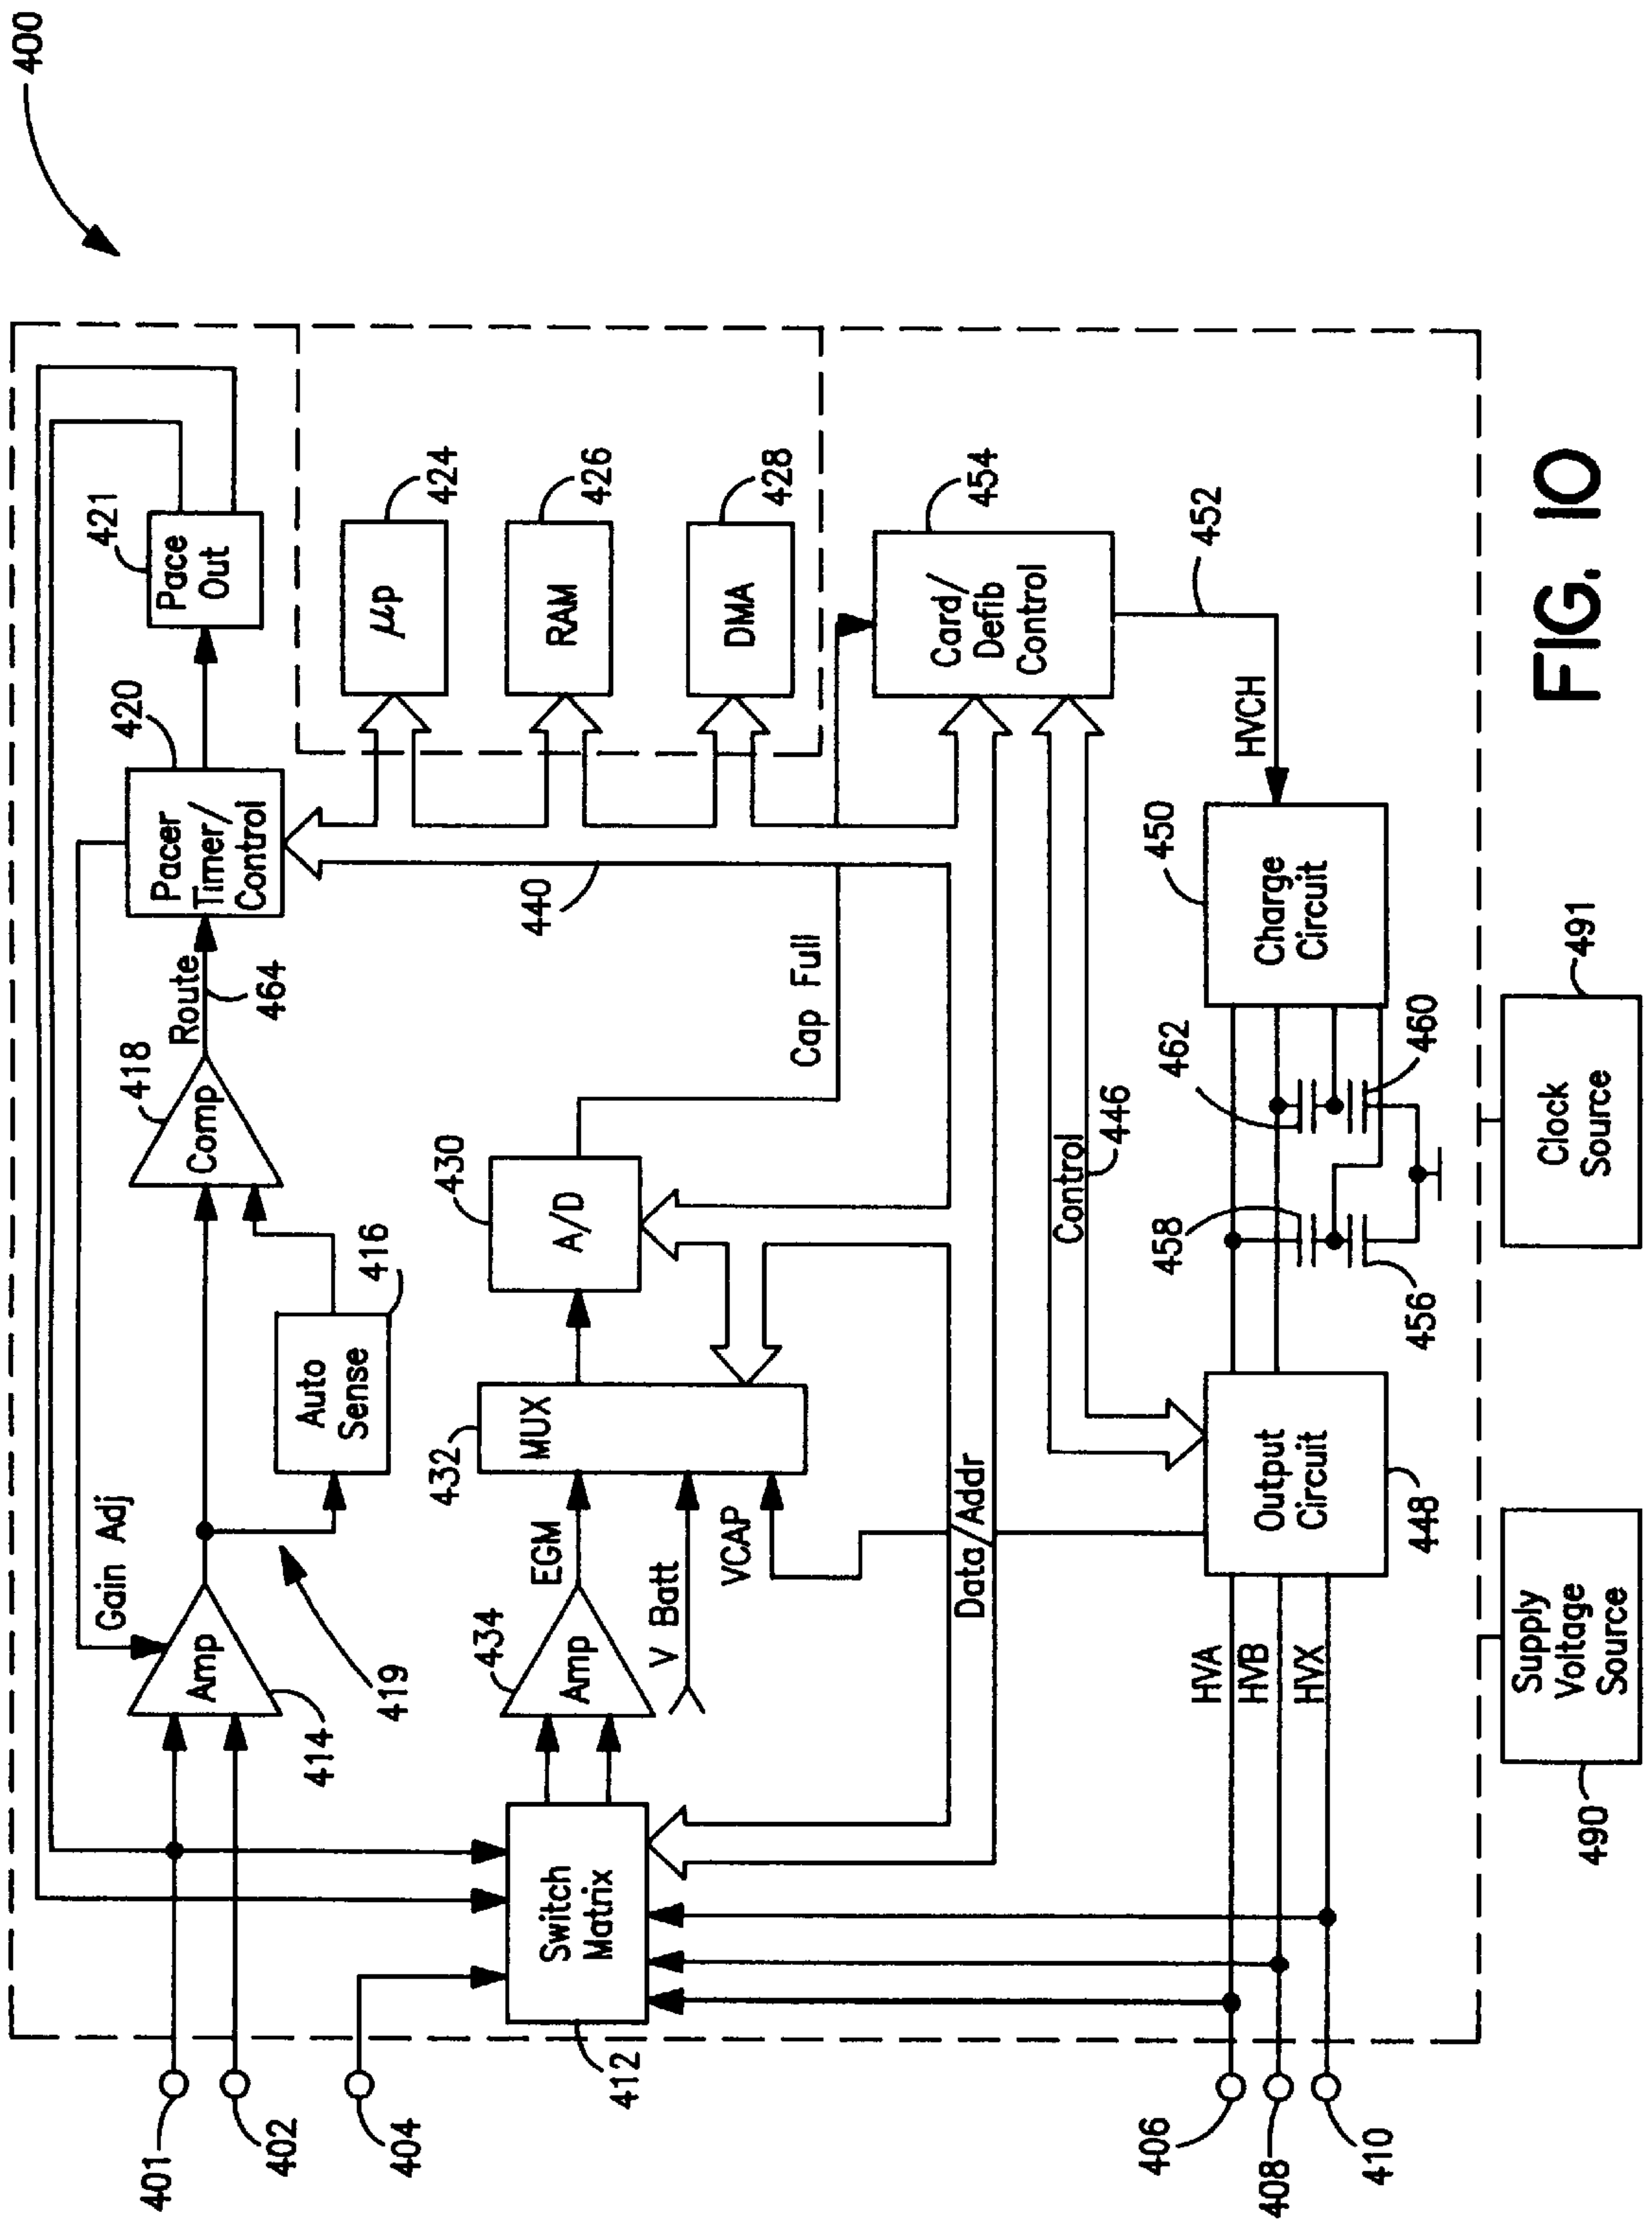 400
401
402
404
406
408
410
412
Switch
Matrix
Gain Adj
Amp
414
419
Auto
Sense
416
Comp
418
Route
464
Pacer
Timer/
Control
420
Pace
Out
421
μp
424
RAM
426
DMA
428
Amp
434
EGM
V Batt
VCAP
MUX
432
A/D
430
Cap Full
440
Data/Addr
Card/
Defib
Control
454
452
HVCH
Control
446
HVA
HVB
HVX
Output
Circuit
448
458
456
462
460
Charge
Circuit
450
Supply
Voltage
Source
490
Clock
Source
491
FIG. 10